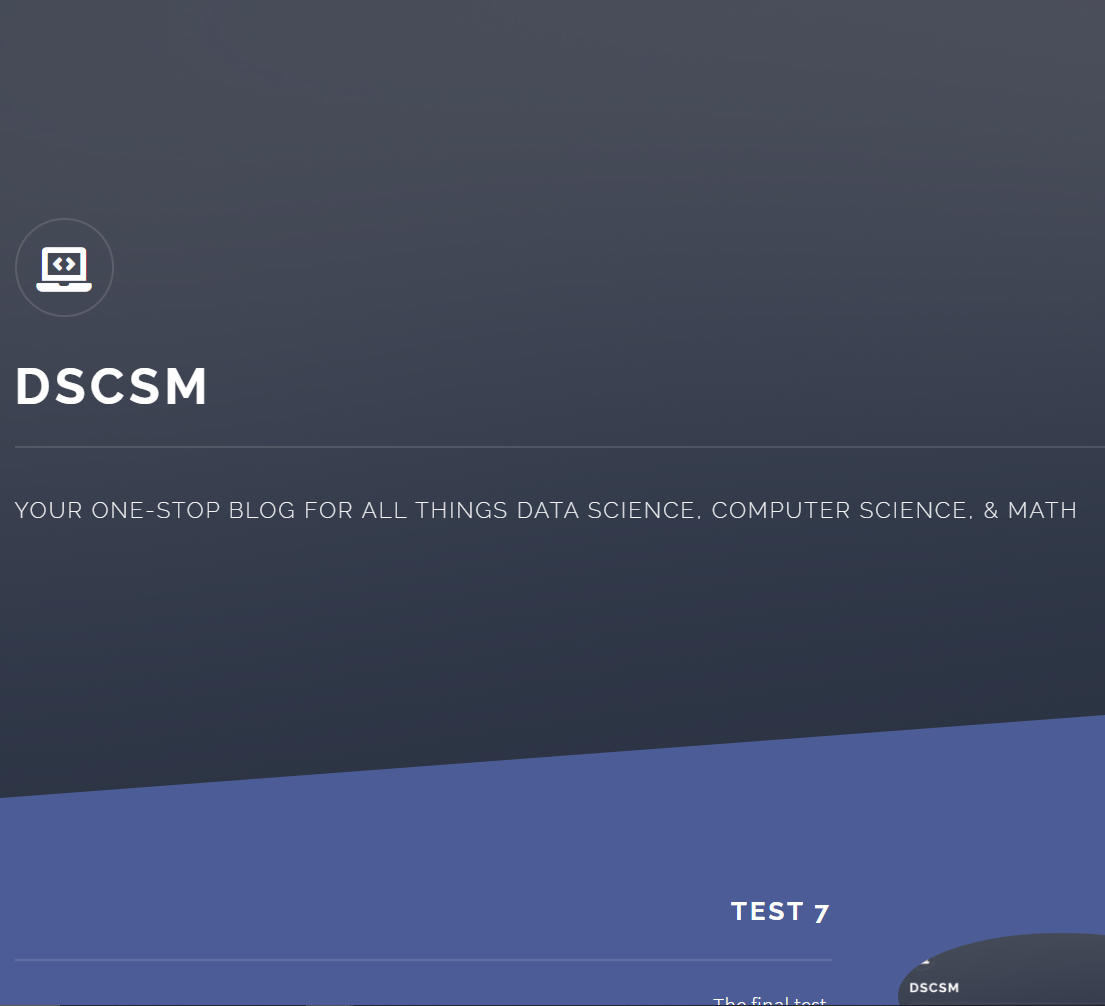 DSCSM
YOUR ONE-STOP BLOG FOR ALL THINGS DATA SCIENCE, COMPUTER SCIENCE, & MATH
TEST 7
The final test.
DSCSM